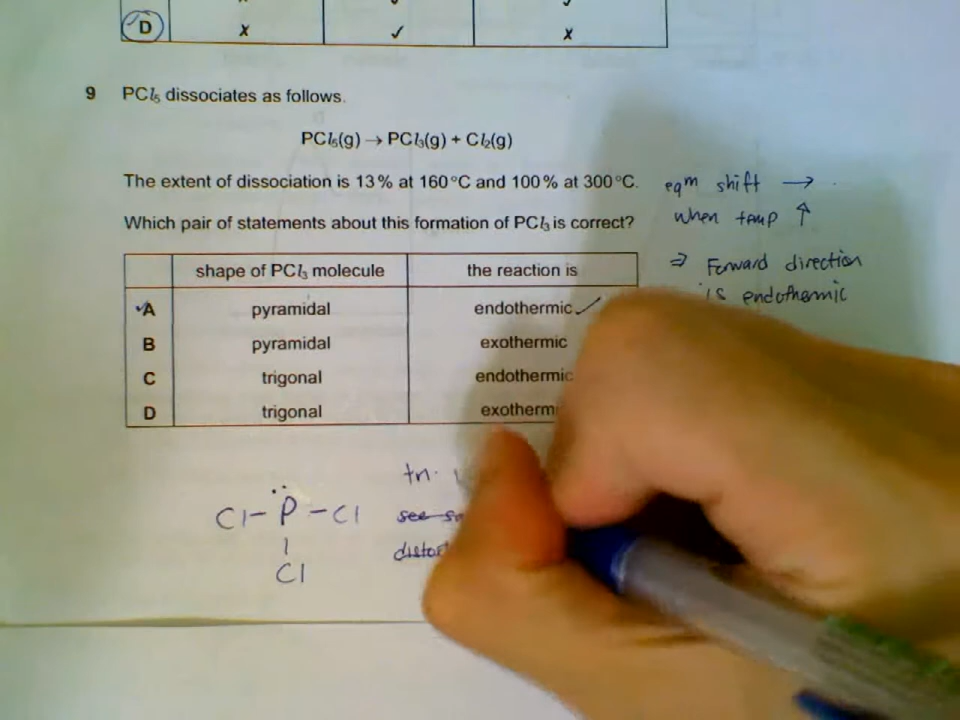 D x ✓ x
9 PCl₅ dissociates as follows.
PCl₅(g) → PCl₃(g) + Cl₂(g)
The extent of dissociation is 13% at 160 °C and 100% at 300 °C.
Which pair of statements about this formation of PCl₃ is correct?
shape of PCl₃ molecule the reaction is
A pyramidal endothermic ✓
B pyramidal exothermic
C trigonal endothermic
D trigonal
eqm shift →
when temp ↑
⇒ Forward direction
is endothermic
Cl–P–Cl
|
Cl